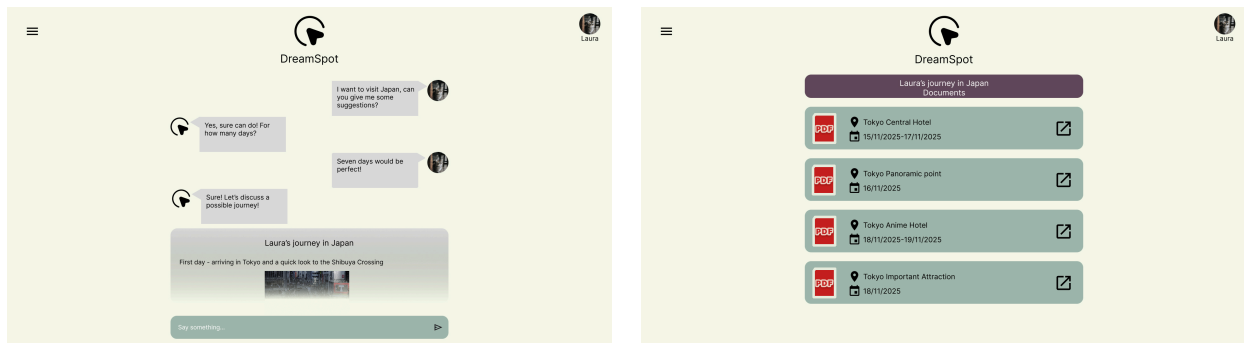 Laura
DreamSpot
I want to visit Japan, can
you give me some
suggestions?
Yes, sure can do! For
how many days?
Seven days would be
perfect!
Sure! Let's discuss a
possible journey!
Laura's journey in Japan
First day - arriving in Tokyo and a quick look to the Shibuya Crossing
Say something...
Laura
DreamSpot
Laura's journey in Japan
Documents
PDF
Tokyo Central Hotel
15/11/2025-17/11/2025
PDF
Tokyo Panoramic point
16/11/2025
PDF
Tokyo Anime Hotel
18/11/2025-19/11/2025
PDF
Tokyo Important Attraction
18/11/2025